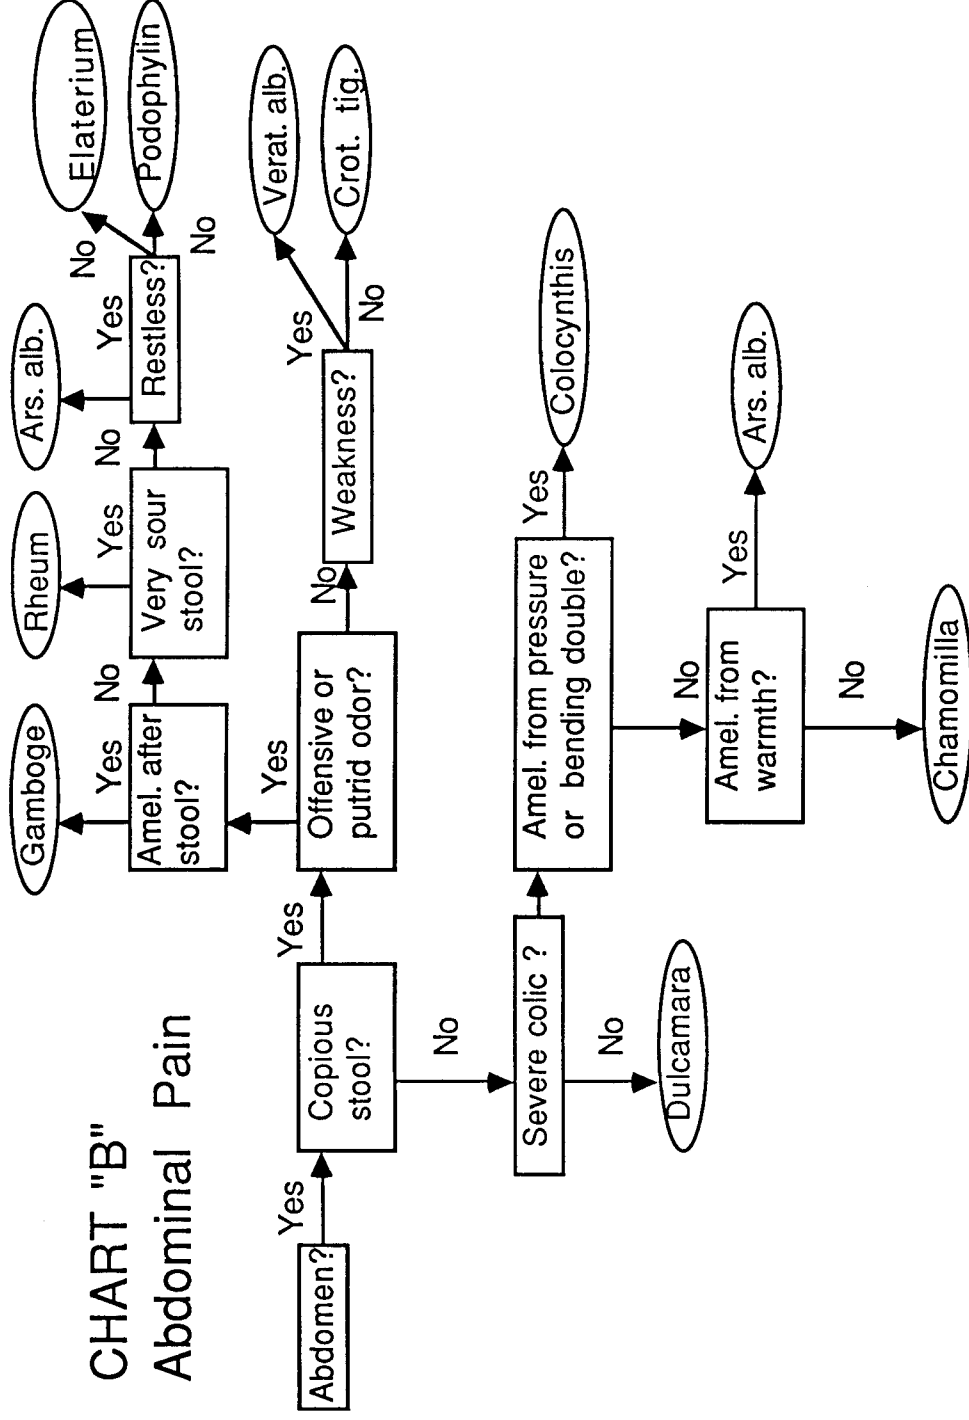 CHART "B"
Abdominal Pain
Abdomen?
Yes
Copious
stool?
Yes
No
Offensive or
putrid odor?
Yes
No
Amel. after
stool?
Yes
Gamboge
No
Very sour
stool?
Yes
Rheum
No
Restless?
Yes
Ars. alb.
No
Elaterium
No
Podophylin
Weakness?
Yes
Verat. alb.
No
Crot. tig.
Severe colic ?
No
Dulcamara
Amel. from pressure
or bending double?
Yes
Colocynthis
No
Amel. from
warmth?
Yes
Ars. alb.
No
Chamomilla